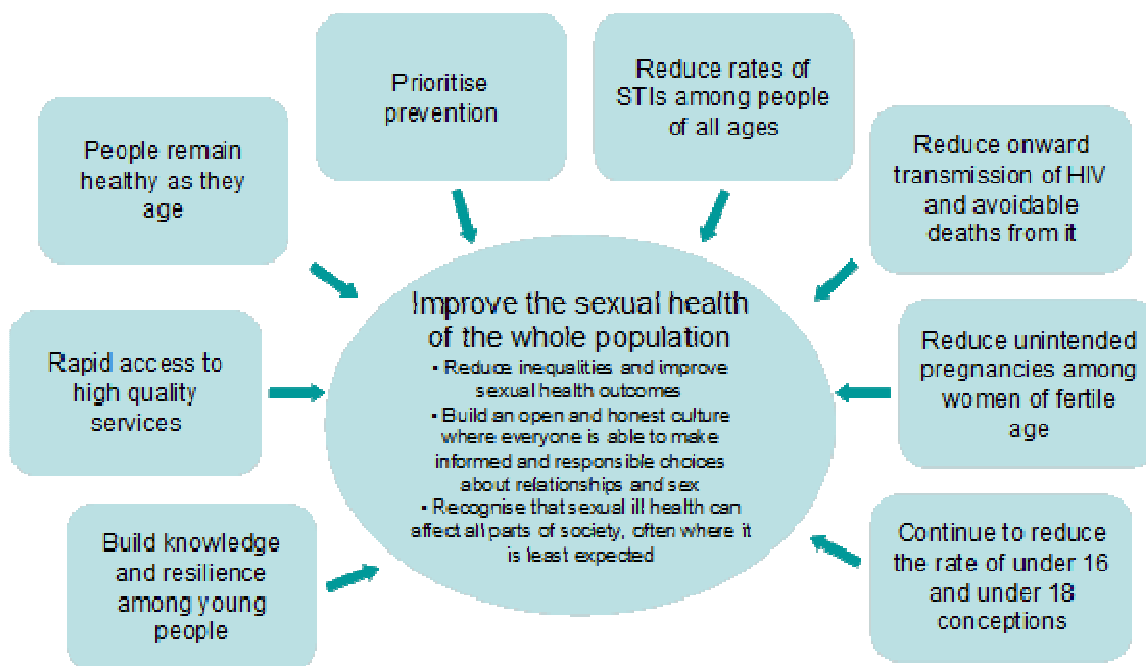 Prioritise
prevention
Reduce rates of
STIs among people
of all ages
People remain
healthy as they
age
Reduce onward
transmission of HIV
and avoidable
deaths from it
Improve the sexual health
of the whole population
• Reduce inequalities and improve
sexual health outcomes
• Build an open and honest culture
where everyone is able to make
informed and responsible choices
about relationships and sex
• Recognise that sexual ill health can
affect all parts of society, often where it
is least expected
Rapid access to
high quality
services
Reduce unintended
pregnancies among
women of fertile
age
Build knowledge
and resilience
among young
people
Continue to reduce
the rate of under 16
and under 18
conceptions